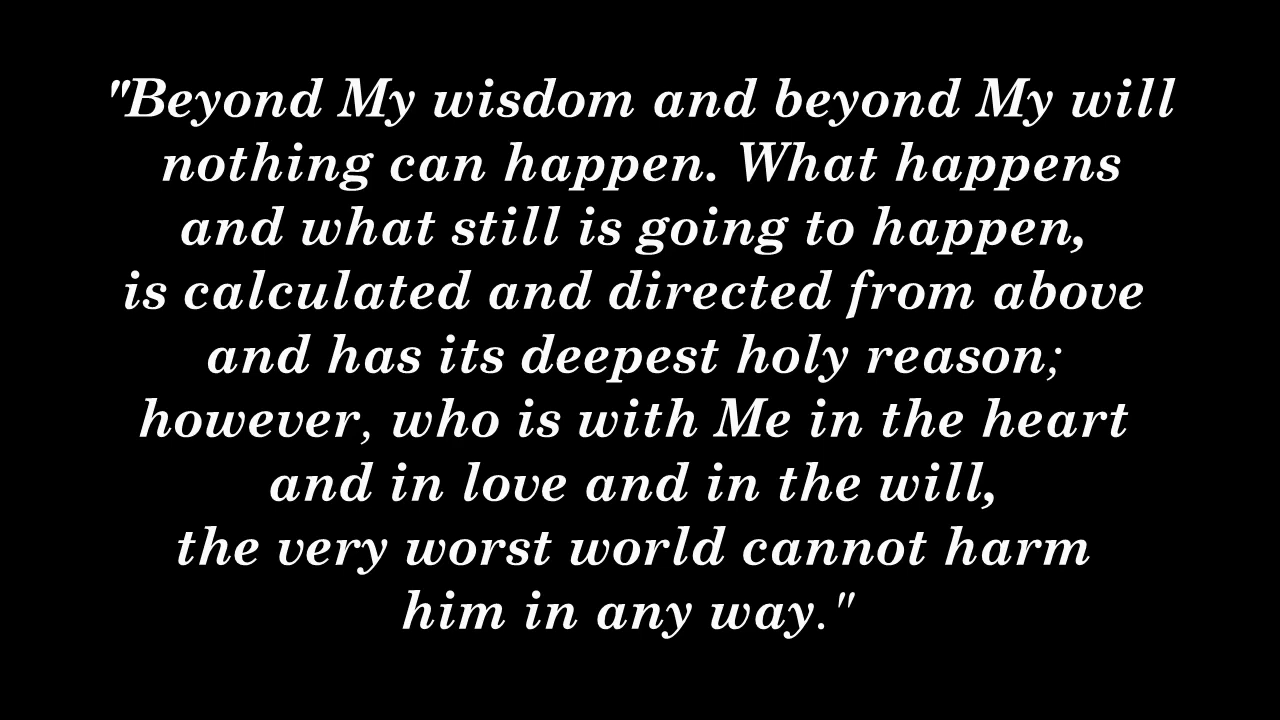 "Beyond My wisdom and beyond My will
nothing can happen. What happens
and what still is going to happen,
is calculated and directed from above
and has its deepest holy reason;
however, who is with Me in the heart
and in love and in the will,
the very worst world cannot harm
him in any way."